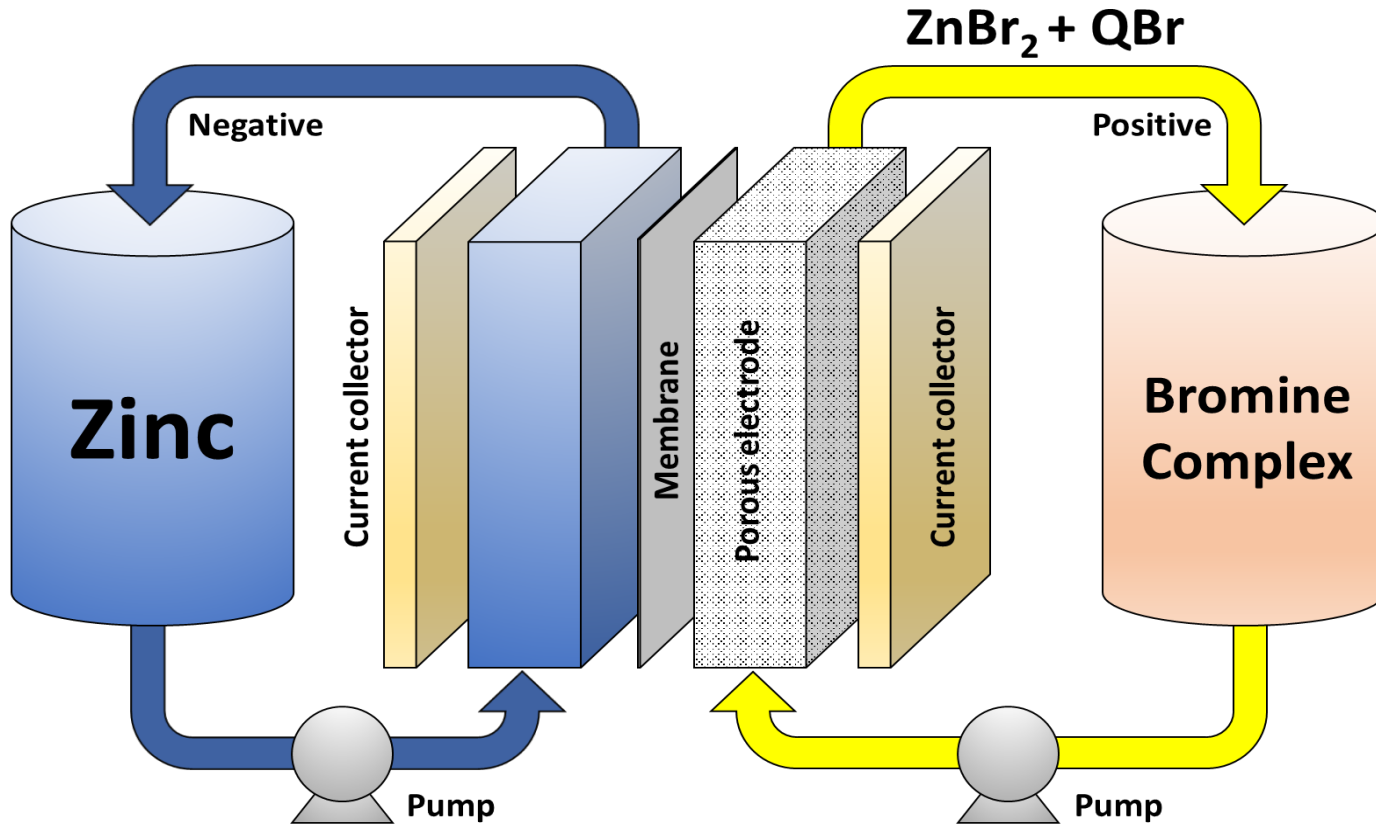 ZnBr₂ + QBr
Negative
Positive
Zinc
Current collector
Membrane
Porous electrode
Current collector
Bromine
Complex
Pump
Pump